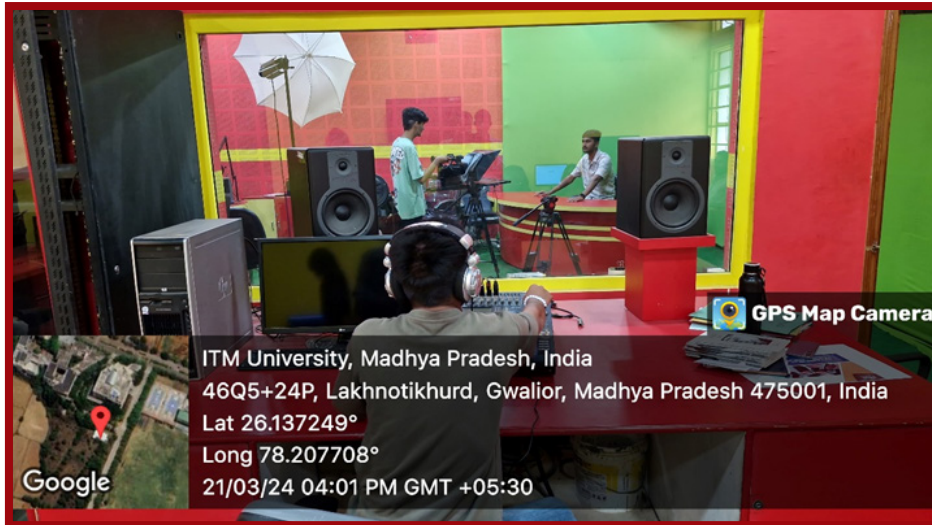 GPS Map Camera
ITM University, Madhya Pradesh, India
46Q5+24P, Lakhnotikhurd, Gwalior, Madhya Pradesh 475001, India
Lat 26.137249°
Long 78.207708°
21/03/24 04:01 PM GMT +05:30
Google